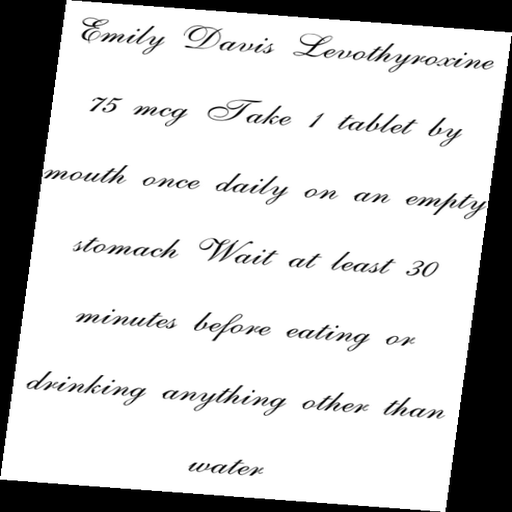 Emily Davis Levothyroxine
75 mcg Take 1 tablet by
mouth once daily on an empty
stomach Wait at least 30
minutes before eating or
drinking anything other than
water